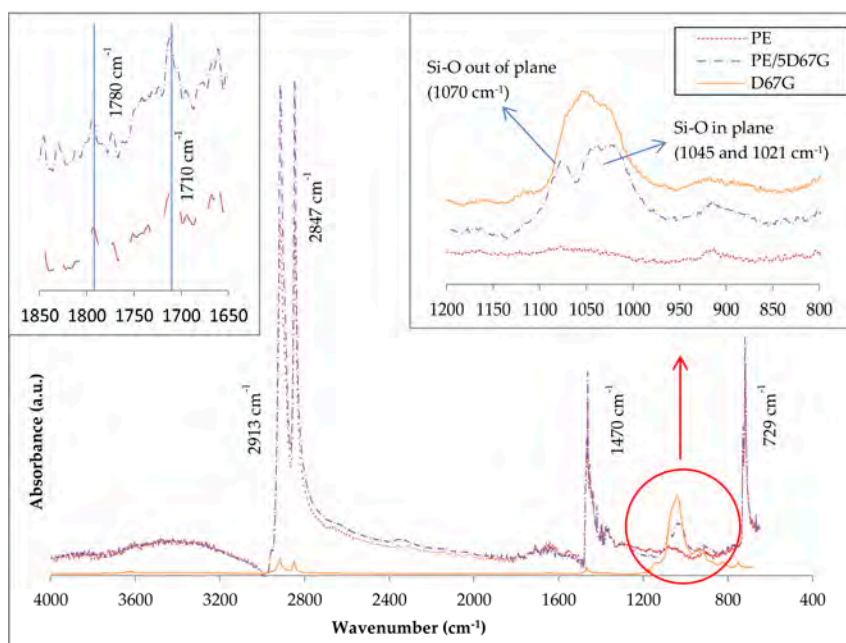 1780 cm⁻¹
1710 cm⁻¹
1850 1800 1750 1700 1650
PE
PE/5D67G
D67G
Si-O out of plane
(1070 cm⁻¹)
Si-O in plane
(1045 and 1021 cm⁻¹)
1200 1150 1100 1050 1000 950 900 850 800
2847 cm⁻¹
2913 cm⁻¹
1470 cm⁻¹
729 cm⁻¹
Absorbance (a.u.)
4000 3600 3200 2800 2400 2000 1600 1200 800 400
Wavenumber (cm⁻¹)